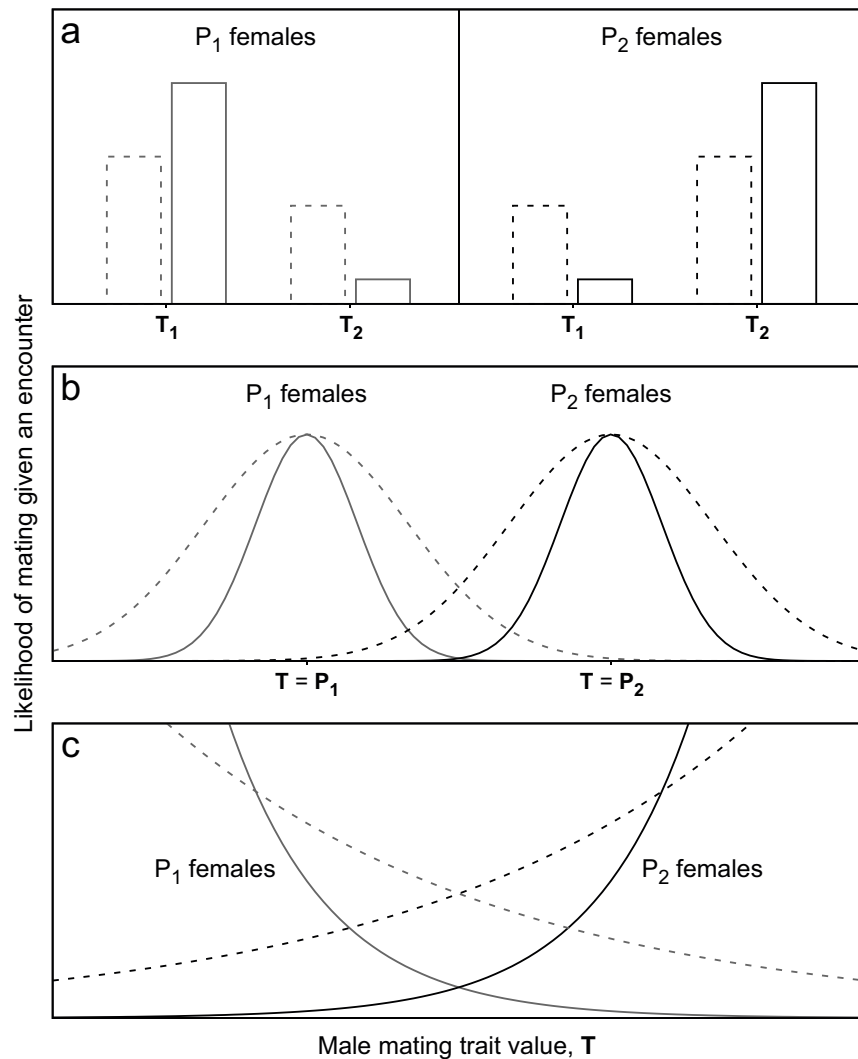 a
P1 females
P2 females
T1
T2
T1
T2
b
P1 females
P2 females
T = P1
T = P2
c
P1 females
P2 females
Likelihood of mating given an encounter
Male mating trait value, T